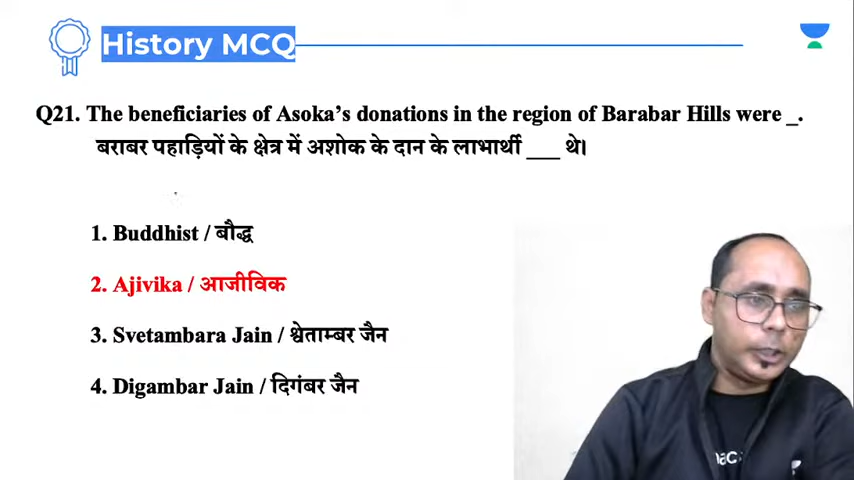 History MCQ
Q21. The beneficiaries of Asoka's donations in the region of Barabar Hills were _.
बराबर पहाड़ियों के क्षेत्र में अशोक के दान के लाभार्थी ___ थे।
1. Buddhist / बौद्ध
2. Ajivika / आजीविक
3. Svetambara Jain / श्वेताम्बर जैन
4. Digambar Jain / दिगंबर जैन